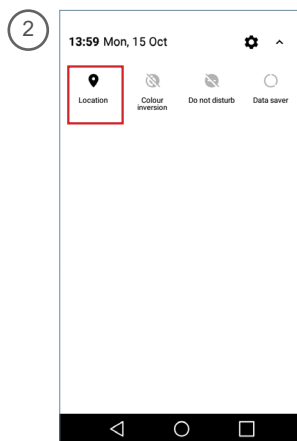 2
13:59 Mon, 15 Oct
Location Colour inversion Do not disturb Data saver